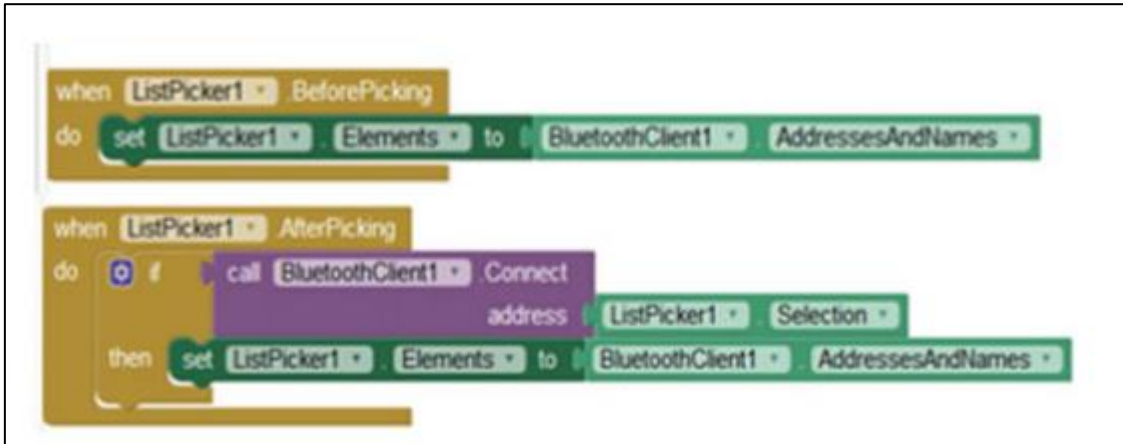 when ListPicker1 .BeforePicking
do set ListPicker1 . Elements to BluetoothClient1 . AddressesAndNames
when ListPicker1 .AfterPicking
do if call BluetoothClient1 .Connect
address ListPicker1 . Selection
then set ListPicker1 . Elements to BluetoothClient1 . AddressesAndNames